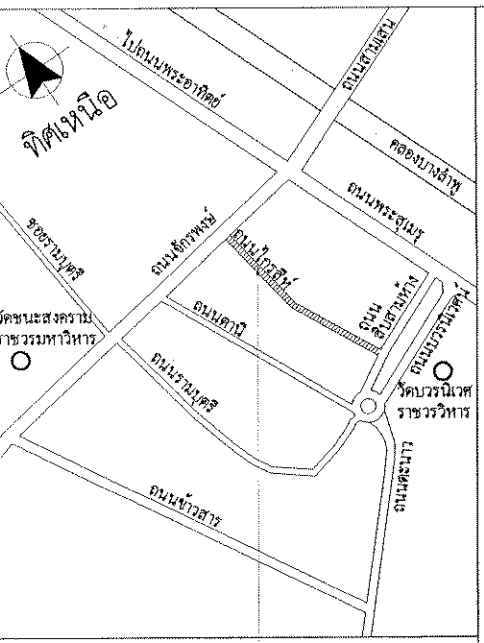 ไปถนนพระอาทิตย์
ถนนสามเสน
คลองบางลำพู
ทิศเหนือ
ถนนพระสุเมรุ
ซอยรามบุตรี
ถนนจักรพงษ์
ถนนไกรสีห์
ถนน
สิบสามห้าง
ถนนบวรนิเวศน์
วัดชนะสงคราม
ราชวรมหาวิหาร
ถนนตานี
ถนนรามบุตรี
วัดบวรนิเวศ
ราชวรวิหาร
ถนนตะนาว
ถนนข้าวสาร